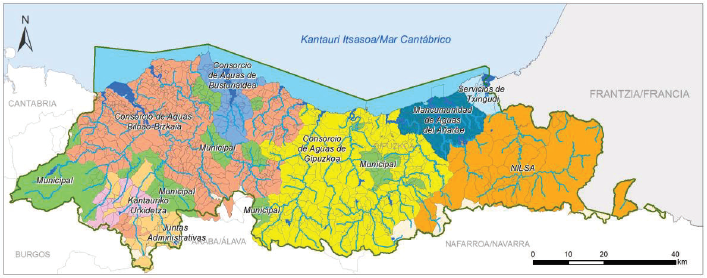 N
Kantauri Itsasoa/Mar Cantábrico
CANTABRIA
FRANTZIA/FRANCIA
Consorcio
de Aguas de
Busturialdea
Servicios de
Txingudi
Mancomunidad
de Aguas
del Añarbe
Consorcio de Aguas
Bilbao-Bizkaia
Consorcio
de Aguas de
Gipuzkoa
Municipal
Municipal
NILSA
Municipal
Municipal
Kantauriko
Urkidetza
Municipal
Juntas
Administrativas
ARABA/ÁLAVA
BURGOS
NAFARROA/NAVARRA
0 10 20 40
km